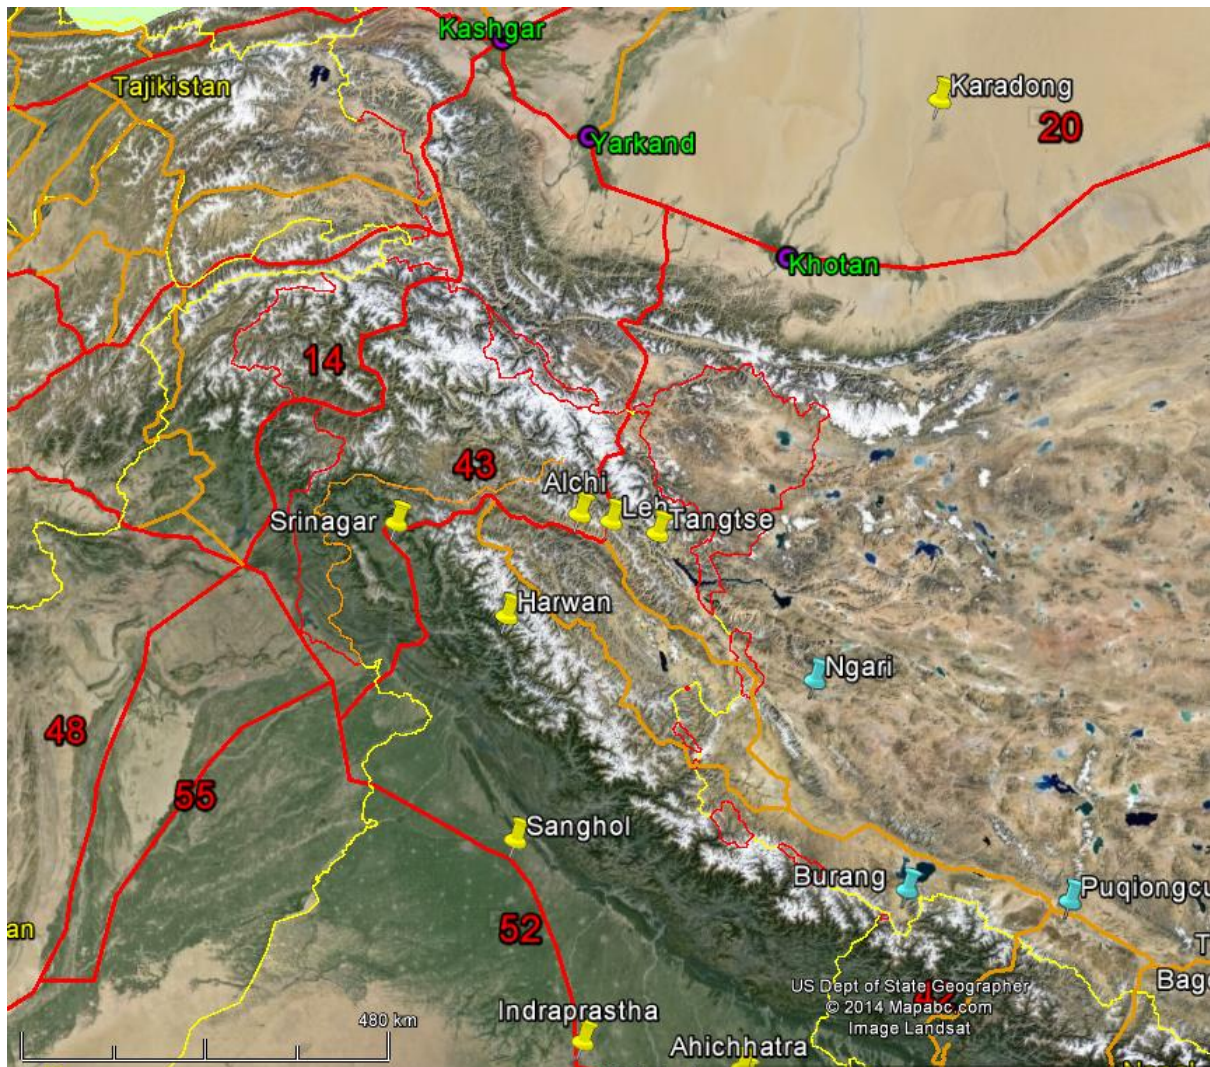 Kashgar
Tajikistan
Karadong
20
Yarkand
Khotan
14
43
Alchi
Srinagar
Leh
Tangtse
Harwan
Ngari
48
55
Sanghol
Burang
Puqiongcu
an
52
T
Bag
US Dept of State Geographer
42
© 2014 Mapabc.com
Image Landsat
Indraprastha
480 km
Ahichhatra